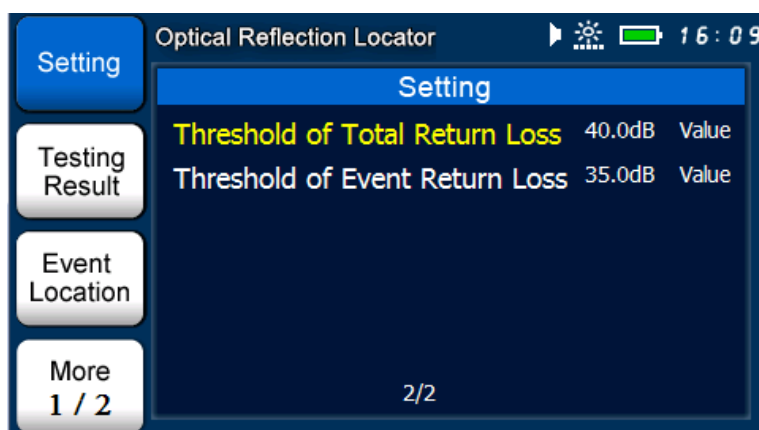 Setting
Optical Reflection Locator
16:09
Setting
Threshold of Total Return Loss 40.0dB Value
Threshold of Event Return Loss 35.0dB Value
Testing
Result
Event
Location
More
1 / 2
2/2